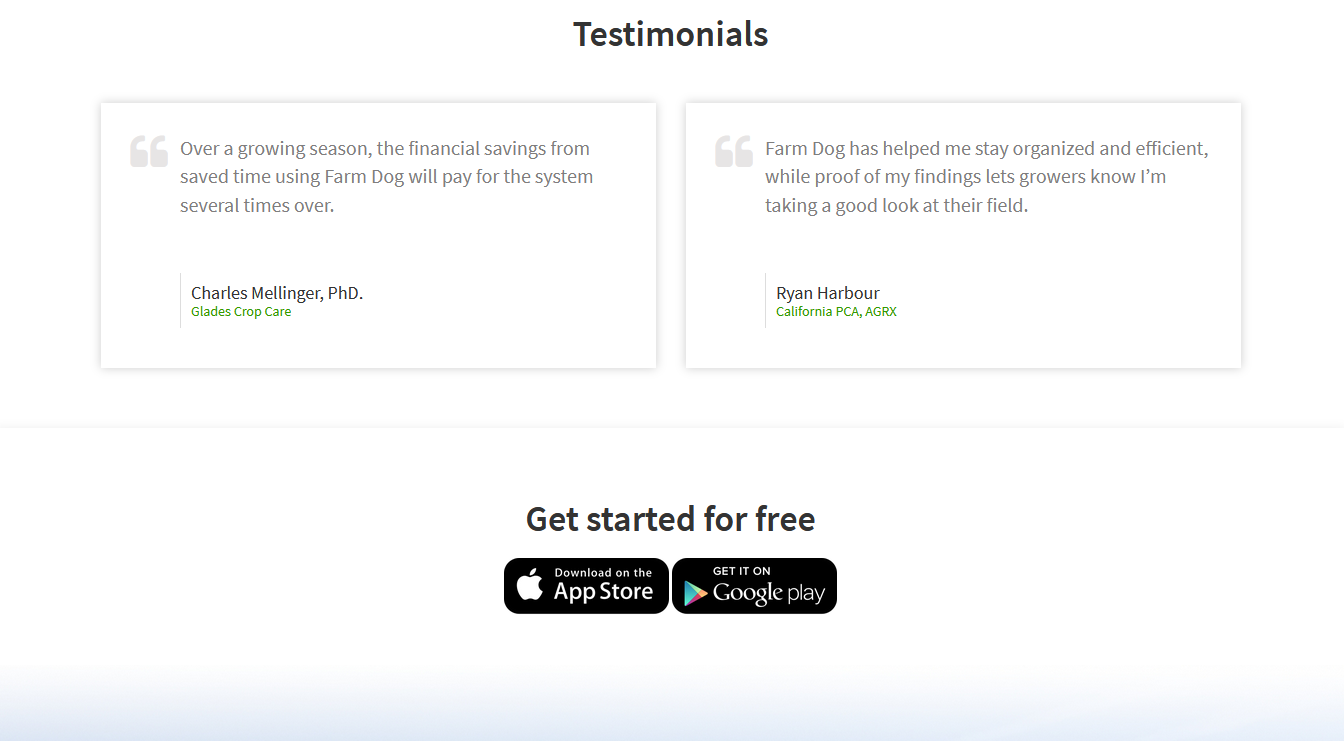 Testimonials
Over a growing season, the financial savings from
saved time using Farm Dog will pay for the system
several times over.
Charles Mellinger, PhD.
Glades Crop Care
Farm Dog has helped me stay organized and efficient,
while proof of my findings lets growers know I’m
taking a good look at their field.
Ryan Harbour
California PCA, AGRX
Get started for free
Download on the
App Store
GET IT ON
Google play